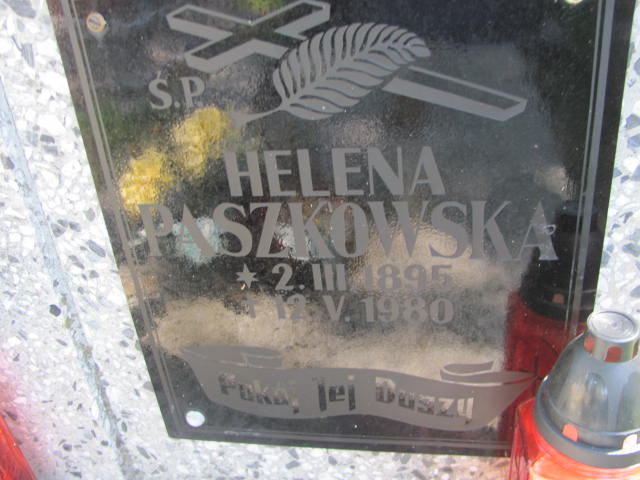 Ś.P.
HELENA
PASZKOWSKA
* 2. III 1895
† 12. V. 1980
Pokój Jej Duszy